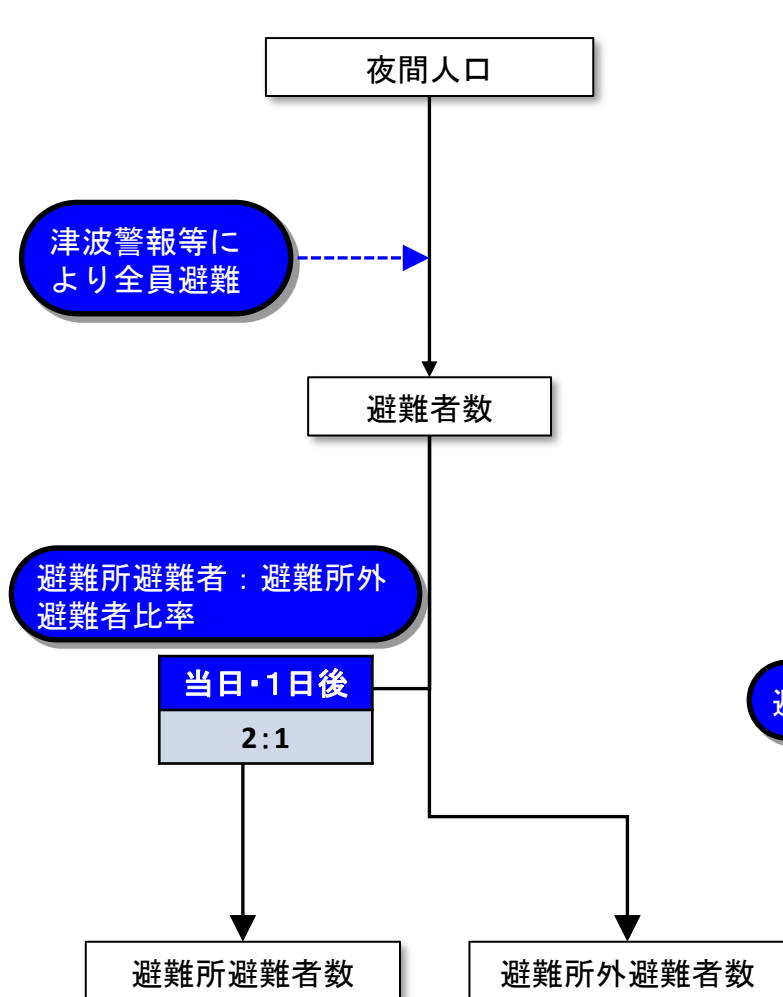 夜間人口
津波警報等に
より全員避難
避難者数
避難所避難者：避難所外
避難者比率
当日・1日後
2:1
避難所避難者数
避難所外避難者数